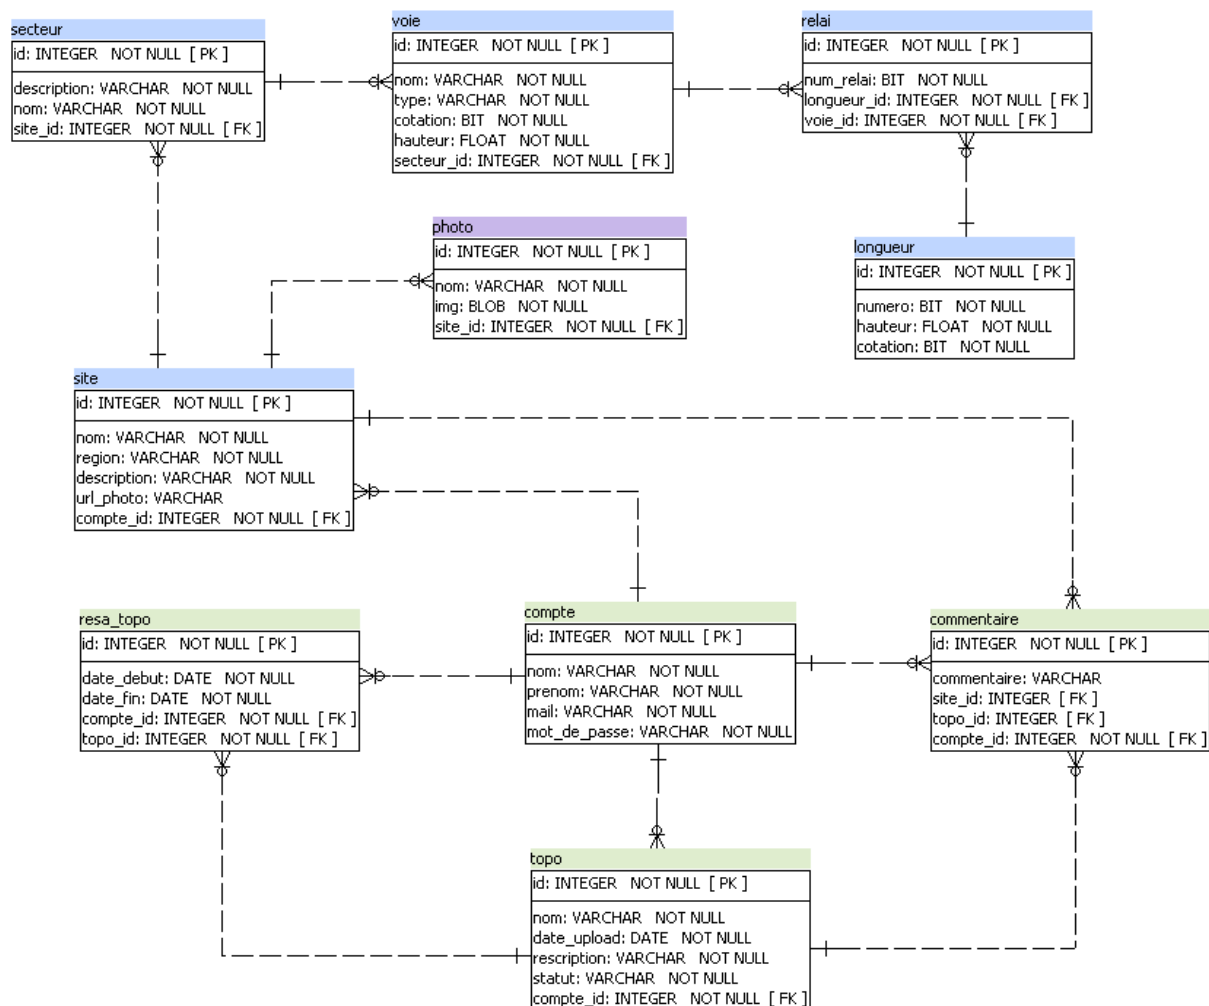 secteur
id: INTEGER NOT NULL [ PK ]
description: VARCHAR NOT NULL
nom: VARCHAR NOT NULL
site_id: INTEGER NOT NULL [ FK ]
voie
id: INTEGER NOT NULL [ PK ]
nom: VARCHAR NOT NULL
type: VARCHAR NOT NULL
cotation: BIT NOT NULL
hauteur: FLOAT NOT NULL
secteur_id: INTEGER NOT NULL [ FK ]
relai
id: INTEGER NOT NULL [ PK ]
num_relai: BIT NOT NULL
longueur_id: INTEGER NOT NULL [ FK ]
voie_id: INTEGER NOT NULL [ FK ]
photo
id: INTEGER NOT NULL [ PK ]
nom: VARCHAR NOT NULL
img: BLOB NOT NULL
site_id: INTEGER NOT NULL [ FK ]
longueur
id: INTEGER NOT NULL [ PK ]
numero: BIT NOT NULL
hauteur: FLOAT NOT NULL
cotation: BIT NOT NULL
site
id: INTEGER NOT NULL [ PK ]
nom: VARCHAR NOT NULL
region: VARCHAR NOT NULL
description: VARCHAR NOT NULL
url_photo: VARCHAR
compte_id: INTEGER NOT NULL [ FK ]
resa_topo
id: INTEGER NOT NULL [ PK ]
date_debut: DATE NOT NULL
date_fin: DATE NOT NULL
compte_id: INTEGER NOT NULL [ FK ]
topo_id: INTEGER NOT NULL [ FK ]
compte
id: INTEGER NOT NULL [ PK ]
nom: VARCHAR NOT NULL
prenom: VARCHAR NOT NULL
mail: VARCHAR NOT NULL
mot_de_passe: VARCHAR NOT NULL
commentaire
id: INTEGER NOT NULL [ PK ]
commentaire: VARCHAR
site_id: INTEGER [ FK ]
topo_id: INTEGER [ FK ]
compte_id: INTEGER NOT NULL [ FK ]
topo
id: INTEGER NOT NULL [ PK ]
nom: VARCHAR NOT NULL
date_upload: DATE NOT NULL
rescription: VARCHAR NOT NULL
statut: VARCHAR NOT NULL
compte_id: INTEGER NOT NULL [ FK ]